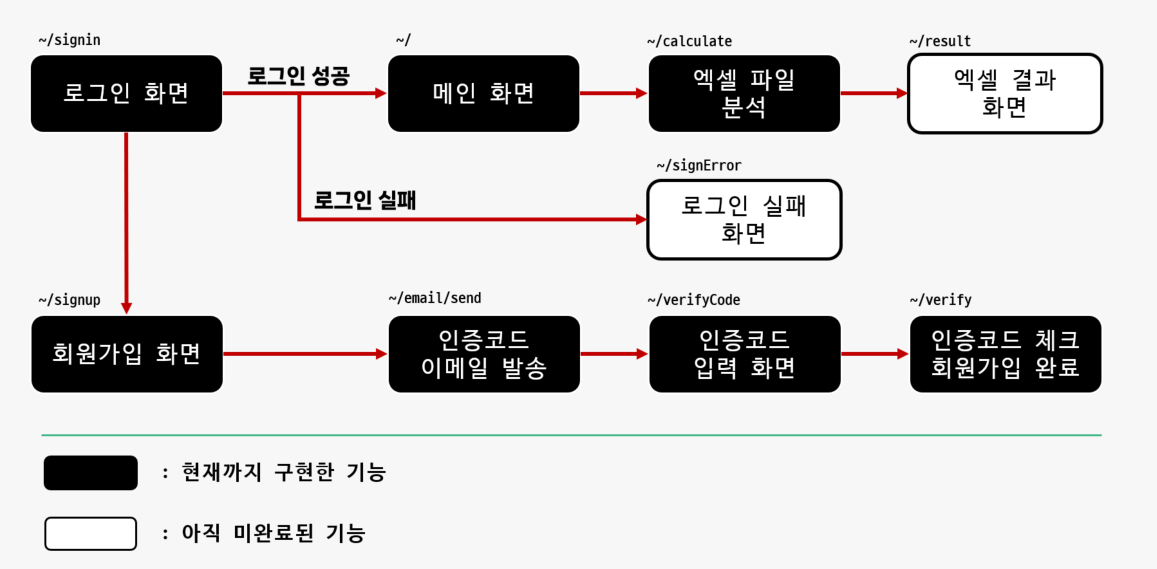 ~/signin
로그인 화면
로그인 성공
~/
메인 화면
~/calculate
엑셀 파일
분석
~/result
엑셀 결과
화면
로그인 실패
~/signError
로그인 실패
화면
~/signup
회원가입 화면
~/email/send
인증코드
이메일 발송
~/verifyCode
인증코드
입력 화면
~/verify
인증코드 체크
회원가입 완료
: 현재까지 구현한 기능
: 아직 미완료된 기능